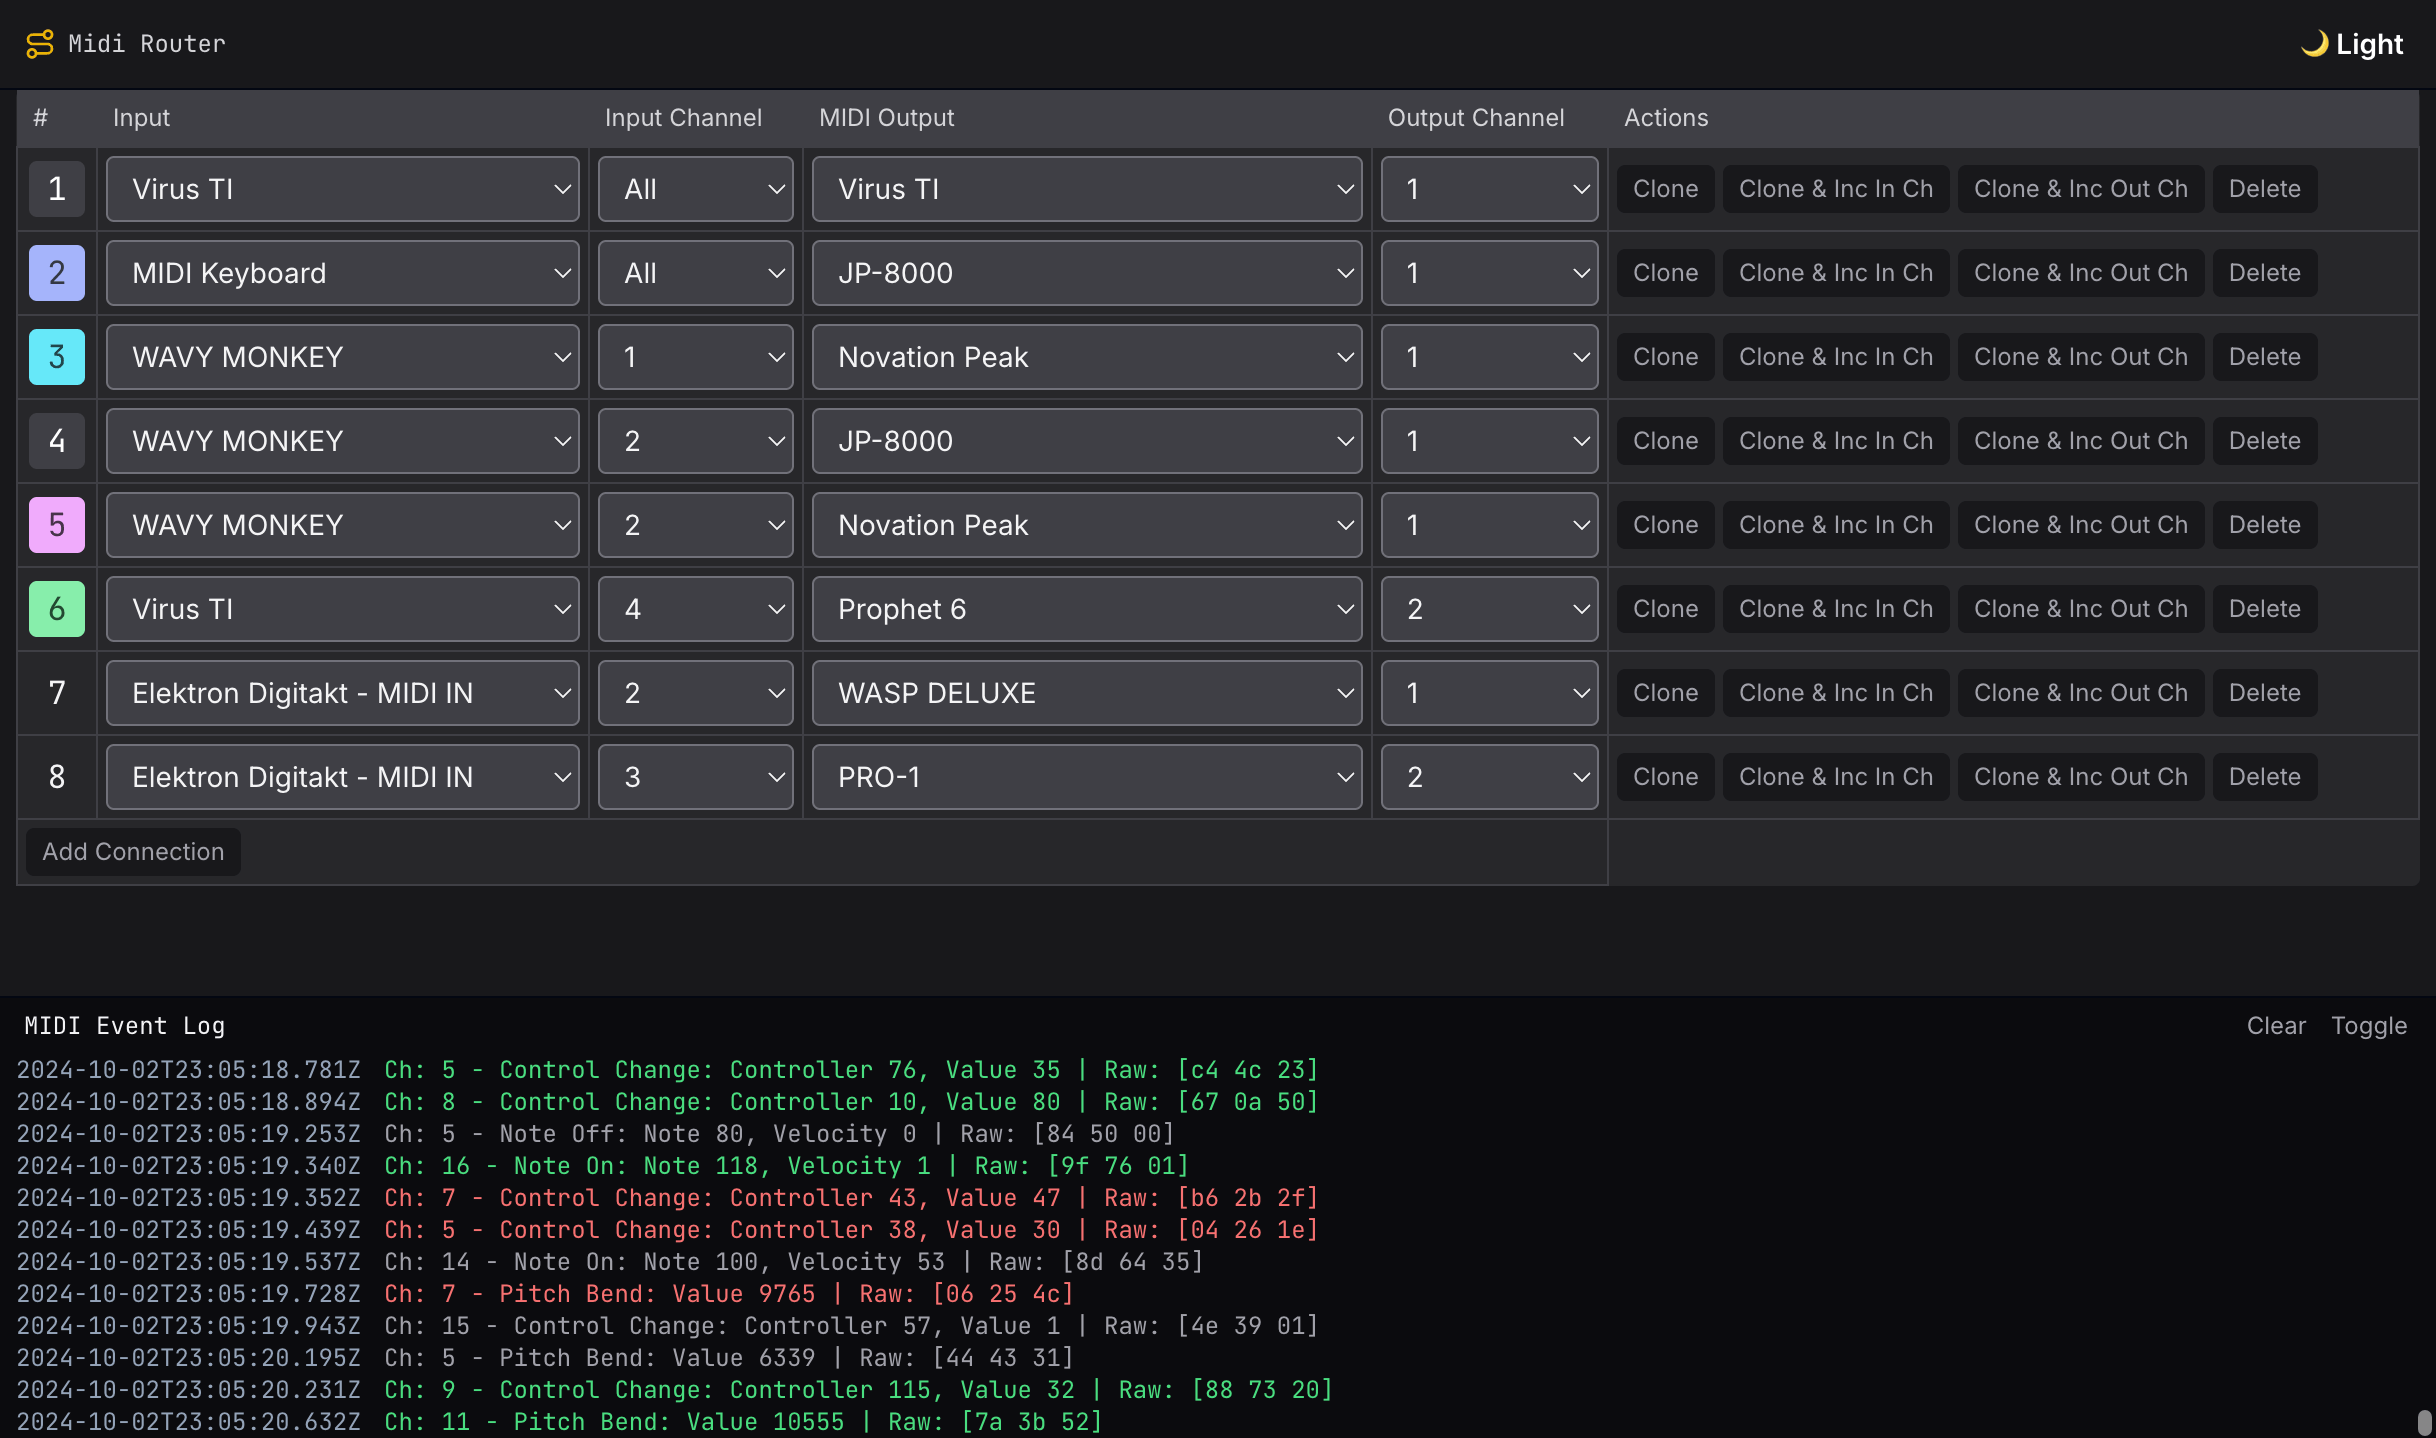 Midi Router
🌙 Light
# Input Input Channel MIDI Output Output Channel Actions
1 Virus TI All Virus TI 1 Clone Clone & Inc In Ch Clone & Inc Out Ch Delete
2 MIDI Keyboard All JP-8000 1 Clone Clone & Inc In Ch Clone & Inc Out Ch Delete
3 WAVY MONKEY 1 Novation Peak 1 Clone Clone & Inc In Ch Clone & Inc Out Ch Delete
4 WAVY MONKEY 2 JP-8000 1 Clone Clone & Inc In Ch Clone & Inc Out Ch Delete
5 WAVY MONKEY 2 Novation Peak 1 Clone Clone & Inc In Ch Clone & Inc Out Ch Delete
6 Virus TI 4 Prophet 6 2 Clone Clone & Inc In Ch Clone & Inc Out Ch Delete
7 Elektron Digitakt - MIDI IN 2 WASP DELUXE 1 Clone Clone & Inc In Ch Clone & Inc Out Ch Delete
8 Elektron Digitakt - MIDI IN 3 PRO-1 2 Clone Clone & Inc In Ch Clone & Inc Out Ch Delete
Add Connection
MIDI Event Log Clear Toggle
2024-10-02T23:05:18.781Z Ch: 5 - Control Change: Controller 76, Value 35 | Raw: [c4 4c 23]
2024-10-02T23:05:18.894Z Ch: 8 - Control Change: Controller 10, Value 80 | Raw: [67 0a 50]
2024-10-02T23:05:19.253Z Ch: 5 - Note Off: Note 80, Velocity 0 | Raw: [84 50 00]
2024-10-02T23:05:19.340Z Ch: 16 - Note On: Note 118, Velocity 1 | Raw: [9f 76 01]
2024-10-02T23:05:19.352Z Ch: 7 - Control Change: Controller 43, Value 47 | Raw: [b6 2b 2f]
2024-10-02T23:05:19.439Z Ch: 5 - Control Change: Controller 38, Value 30 | Raw: [04 26 1e]
2024-10-02T23:05:19.537Z Ch: 14 - Note On: Note 100, Velocity 53 | Raw: [8d 64 35]
2024-10-02T23:05:19.728Z Ch: 7 - Pitch Bend: Value 9765 | Raw: [06 25 4c]
2024-10-02T23:05:19.943Z Ch: 15 - Control Change: Controller 57, Value 1 | Raw: [4e 39 01]
2024-10-02T23:05:20.195Z Ch: 5 - Pitch Bend: Value 6339 | Raw: [44 43 31]
2024-10-02T23:05:20.231Z Ch: 9 - Control Change: Controller 115, Value 32 | Raw: [88 73 20]
2024-10-02T23:05:20.632Z Ch: 11 - Pitch Bend: Value 10555 | Raw: [7a 3b 52]